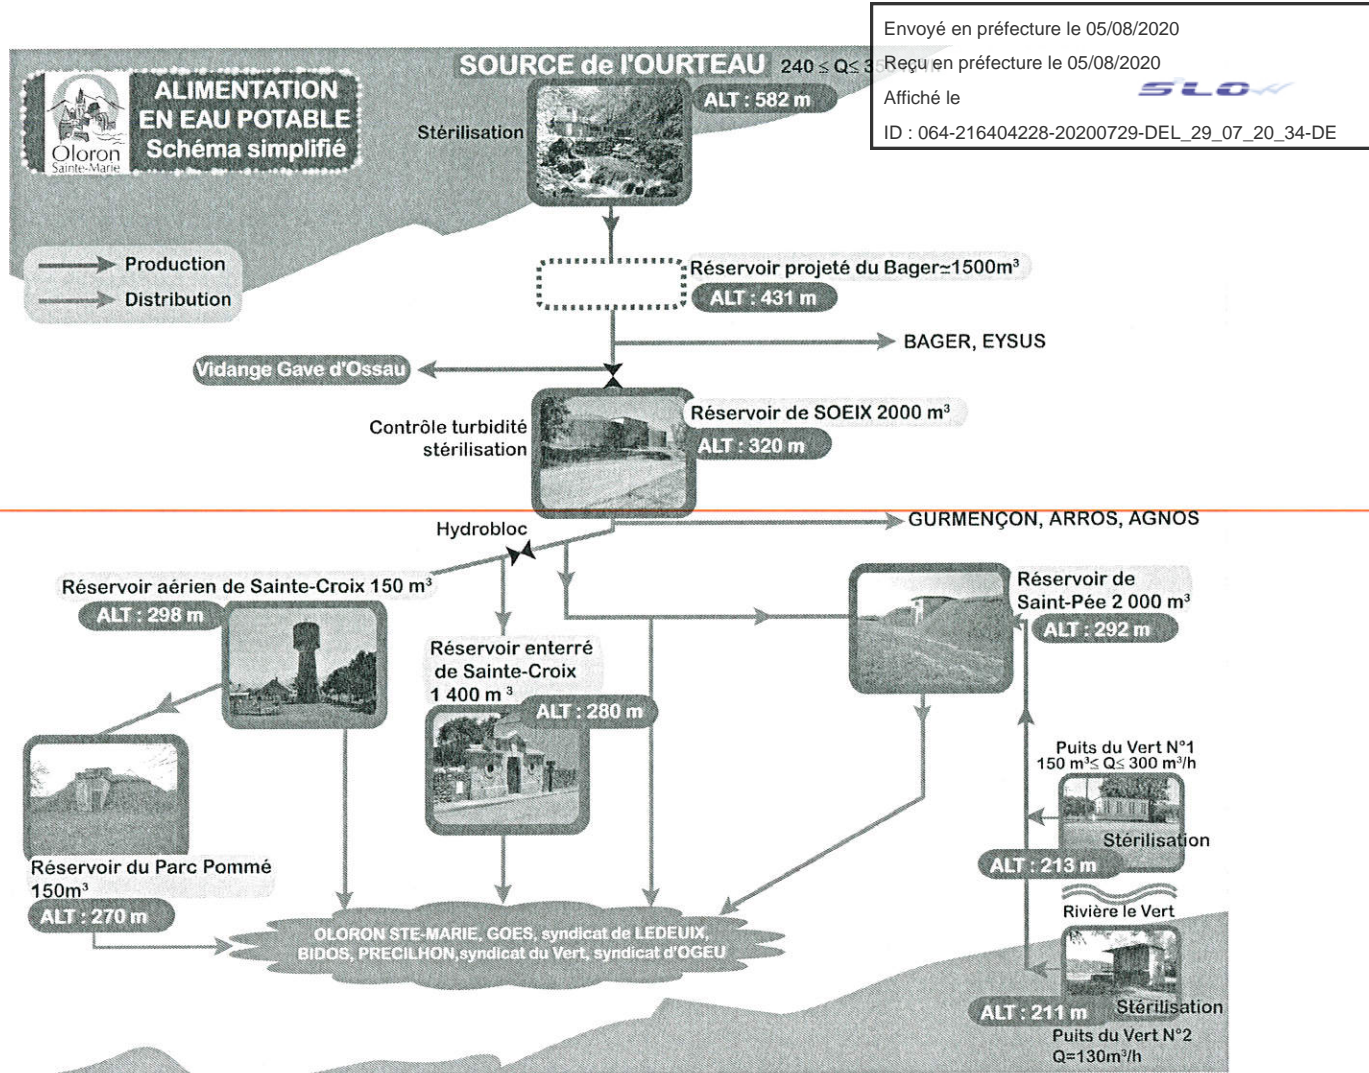 Envoyé en préfecture le 05/08/2020
Reçu en préfecture le 05/08/2020
Affiché le
SLOW
ID : 064-216404228-20200729-DEL_29_07_20_34-DE
Oloron
Sainte-Marie
ALIMENTATION
EN EAU POTABLE
Schéma simplifié
SOURCE de l'OURTEAU 240 ≤ Q≤
ALT : 582 m
Stérilisation
Production
Distribution
Réservoir projeté du Bager≃1500m³
ALT : 431 m
BAGER, EYSUS
Vidange Gave d'Ossau
Réservoir de SOEIX 2000 m³
ALT : 320 m
Contrôle turbidité
stérilisation
GURMENÇON, ARROS, AGNOS
Hydrobloc
Réservoir aérien de Sainte-Croix 150 m³
ALT : 298 m
Réservoir enterré
de Sainte-Croix
1 400 m ³
ALT : 280 m
Réservoir de
Saint-Pée 2 000 m³
ALT : 292 m
Puits du Vert N°1
150 m³≤ Q≤ 300 m³/h
Stérilisation
ALT : 213 m
Réservoir du Parc Pommé
150m³
ALT : 270 m
Rivière le Vert
OLORON STE-MARIE, GOES, syndicat de LEDEUIX,
BIDOS, PRECILHON,syndicat du Vert, syndicat d'OGEU
Stérilisation
ALT : 211 m
Puits du Vert N°2
Q=130m³/h